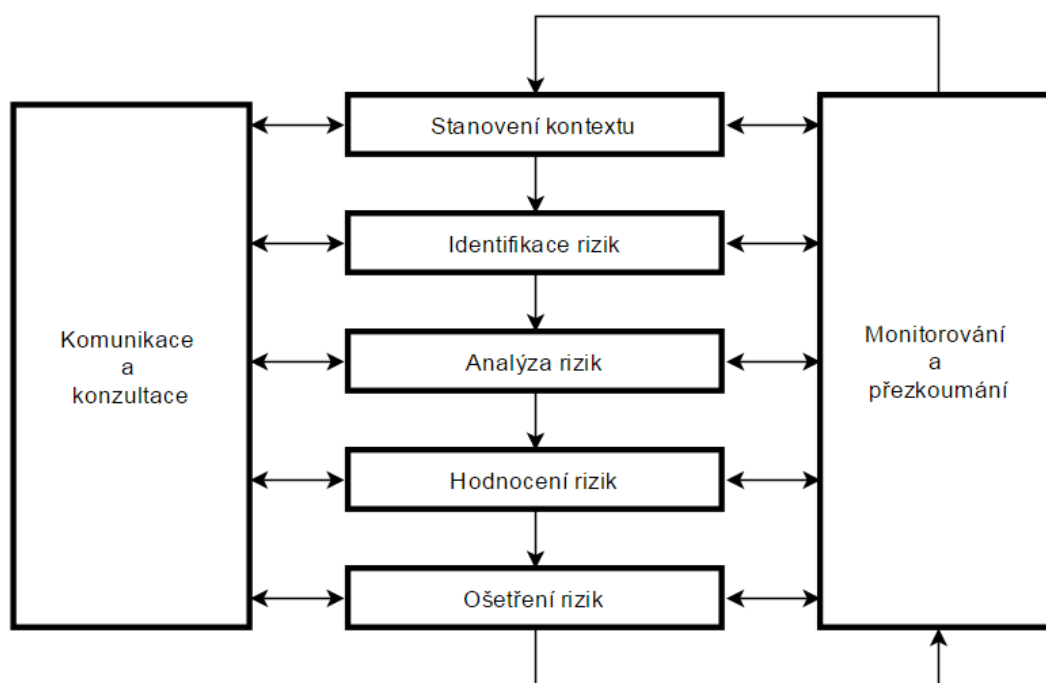 Stanovení kontextu
Identifikace rizik
Komunikace
a
konzultace
Analýza rizik
Monitorování
a
přezkoumání
Hodnocení rizik
Ošetření rizik